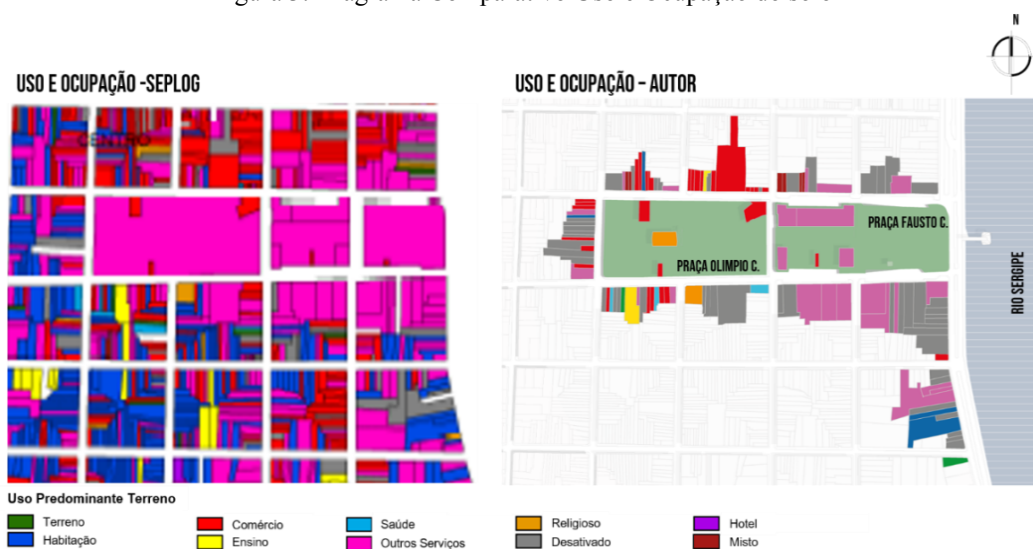 N
USO E OCUPAÇÃO -SEPLOG
USO E OCUPAÇÃO – AUTOR
CENTRO
PRAÇA FAUSTO C.
PRAÇA OLIMPIO C.
RIO SERGIPE
Uso Predominante Terreno
Terreno
Comércio
Saúde
Religioso
Hotel
Habitação
Ensino
Outros Serviços
Desativado
Misto